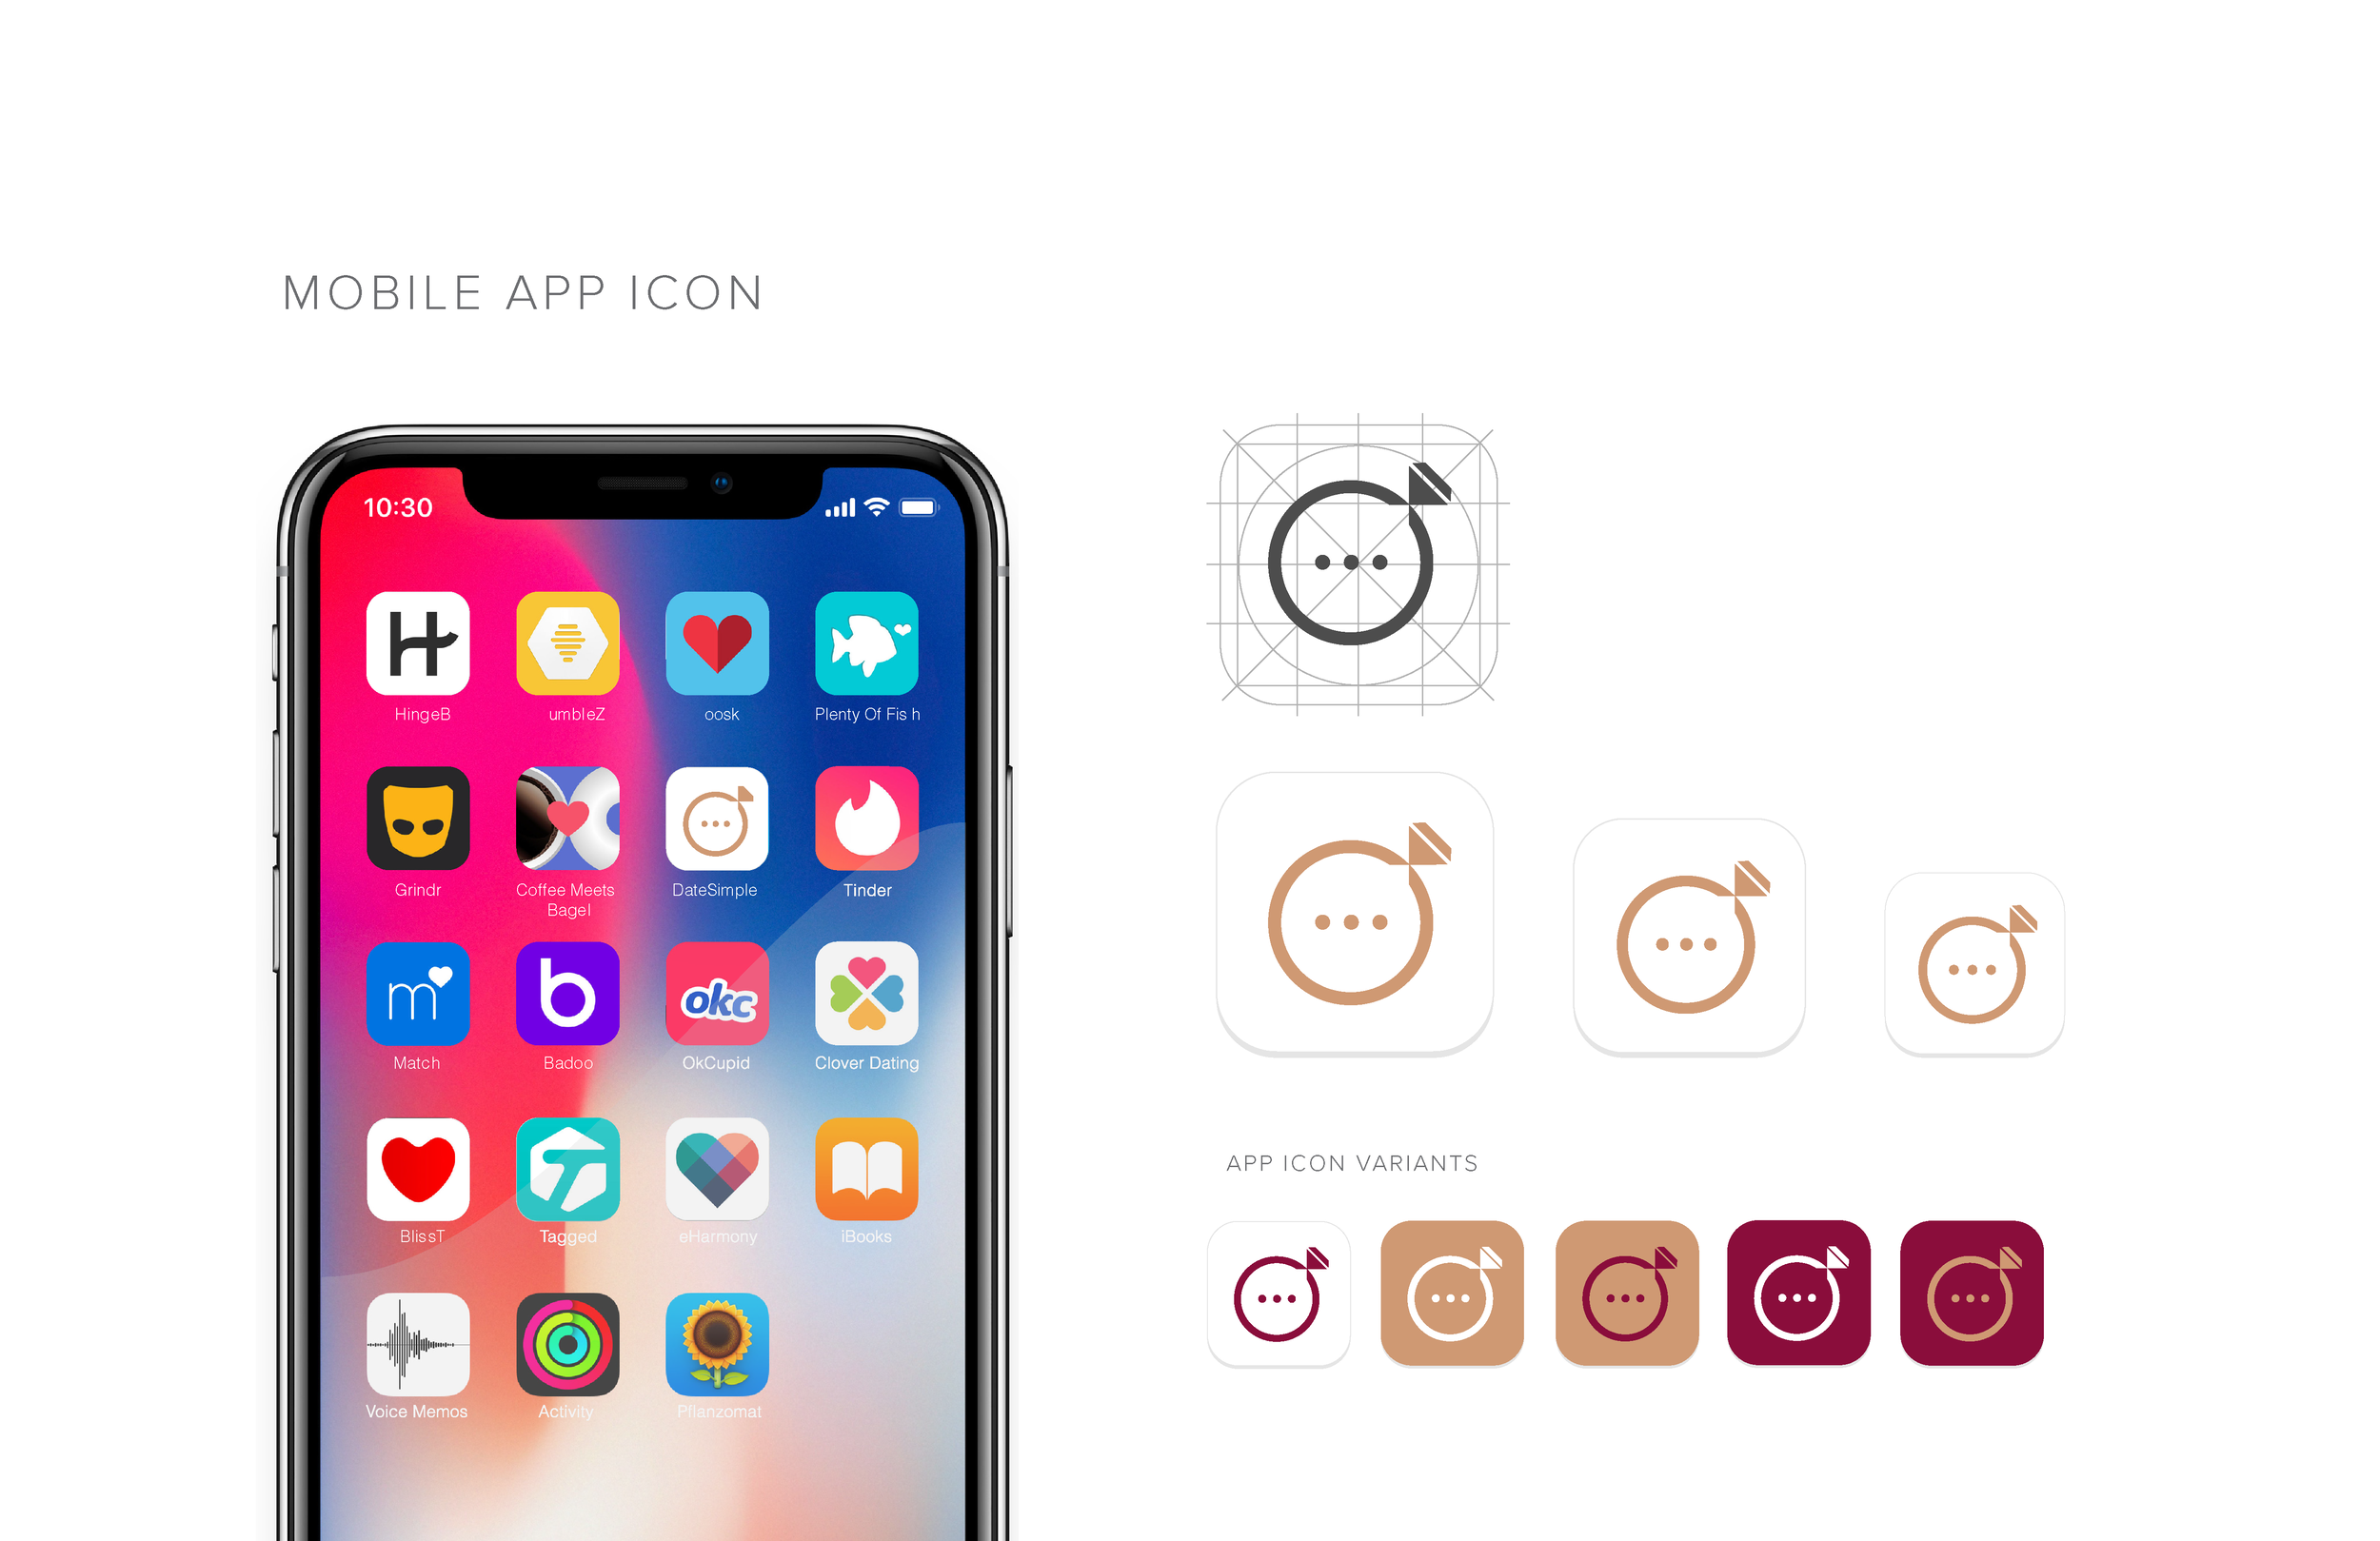 MOBILE APP ICON
10:30
HingeB
umbleZ
oosk
Plenty Of Fis h
Grindr
Coffee Meets
Bagel
DateSimple
Tinder
m
b
okc
Match
Badoo
OkCupid
Clover Dating
BlissT
Tagged
eHarmony
iBooks
Voice Memos
Activity
Pflanzomat
APP ICON VARIANTS